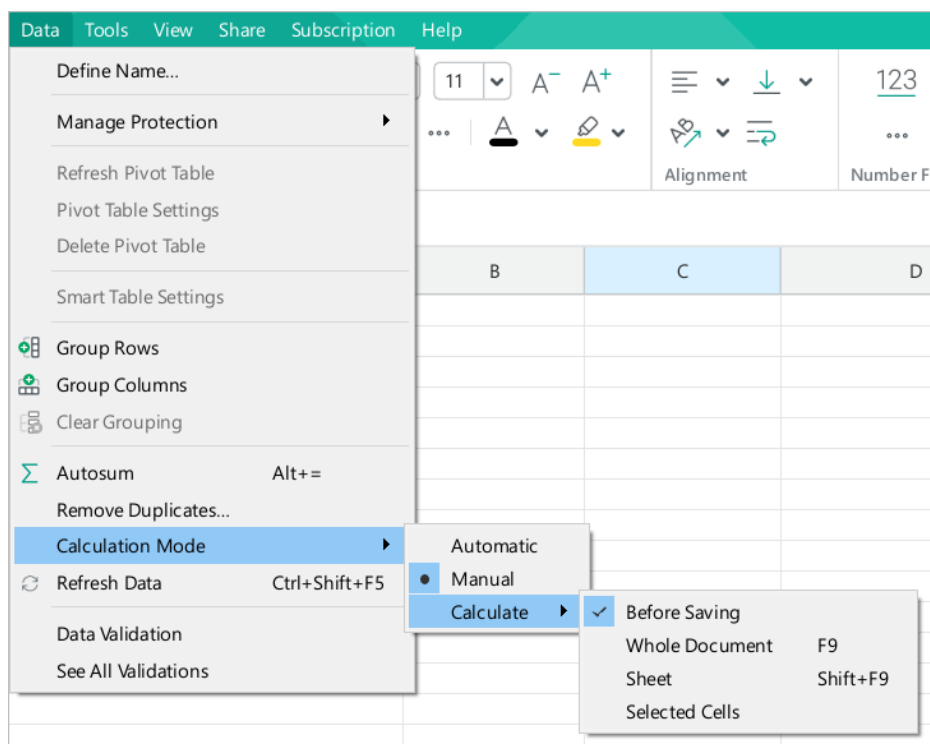 Data Tools View Share Subscription Help
Define Name...
11 A⁻ A⁺ 123
Manage Protection
A
Refresh Pivot Table
Alignment Number F
Pivot Table Settings
Delete Pivot Table
B C D
Smart Table Settings
Group Rows
Group Columns
Clear Grouping
Autosum Alt+=
Remove Duplicates...
Calculation Mode
Refresh Data Ctrl+Shift+F5
Data Validation
See All Validations
Automatic
Manual
Calculate
Before Saving
Whole Document F9
Sheet Shift+F9
Selected Cells